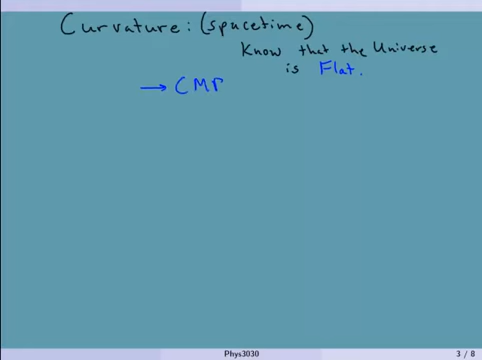 Curvature: (spacetime)
Know that the Universe
is Flat.
→ CMP
Phys3030
3 / 8